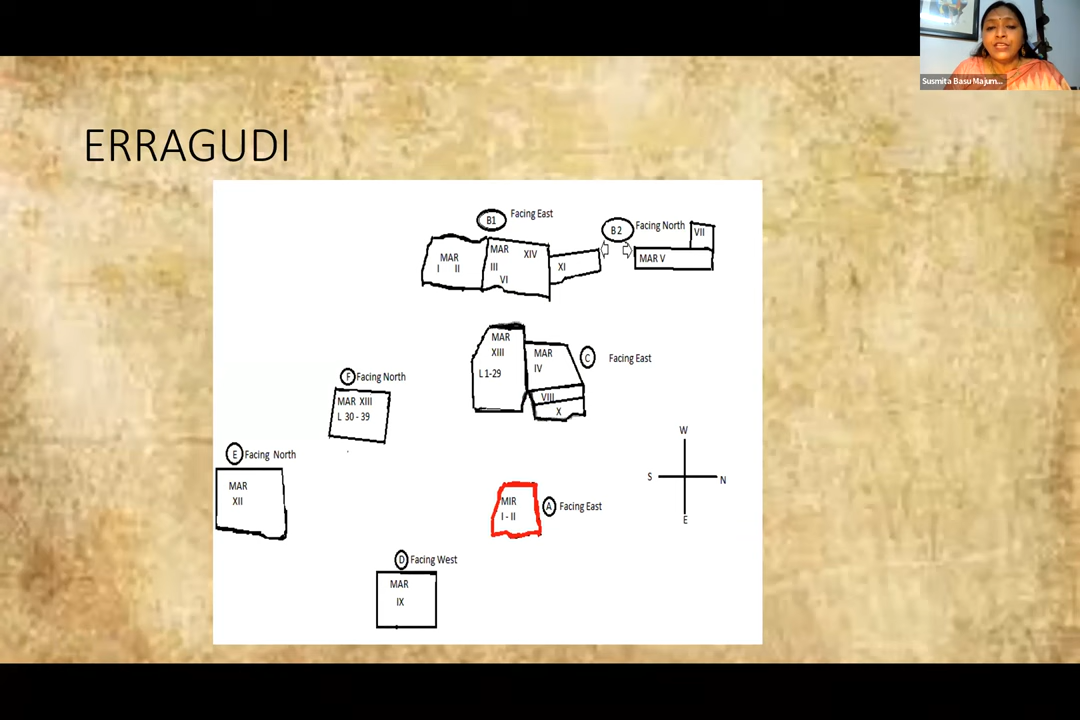 Susmita Basu Majum...
ERRAGUDI
B1 Facing East
B2 Facing North
VII
MAR
I II
MAR XIV
III
VI
XI
MAR V
MAR
XIII
L 1-29
MAR
IV
VIII
X
C Facing East
F Facing North
MAR XIII
L 30 - 39
E Facing North
MAR
XII
W
S N
E
MIR
I - II
A Facing East
D Facing West
MAR
IX